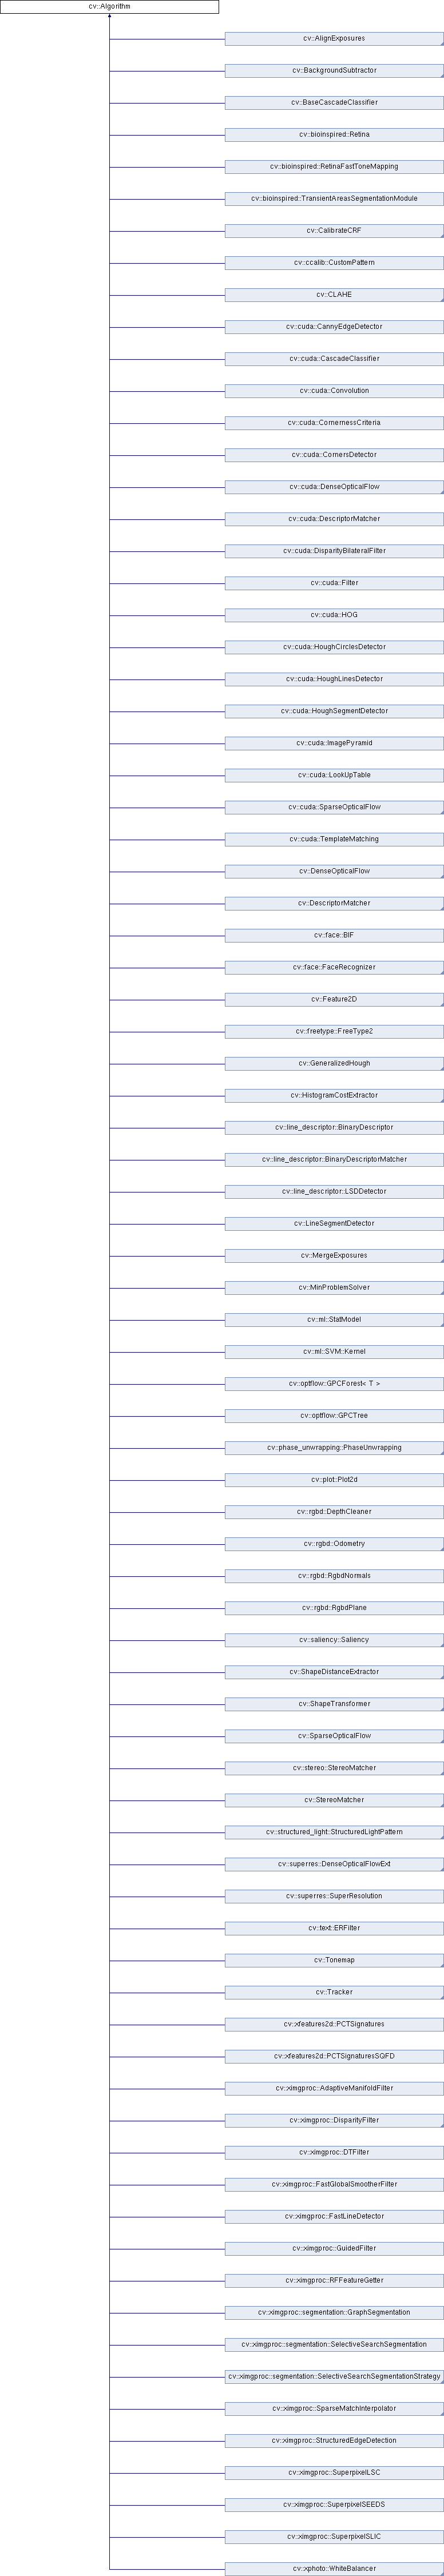 cv::Algorithm
cv::AlignExposures
cv::BackgroundSubtractor
cv::BaseCascadeClassifier
cv::bioinspired::Retina
cv::bioinspired::RetinaFastToneMapping
cv::bioinspired::TransientAreasSegmentationModule
cv::CalibrateCRF
cv::ccalib::CustomPattern
cv::CLAHE
cv::cuda::CannyEdgeDetector
cv::cuda::CascadeClassifier
cv::cuda::Convolution
cv::cuda::CornernessCriteria
cv::cuda::CornersDetector
cv::cuda::DenseOpticalFlow
cv::cuda::DescriptorMatcher
cv::cuda::DisparityBilateralFilter
cv::cuda::Filter
cv::cuda::HOG
cv::cuda::HoughCirclesDetector
cv::cuda::HoughLinesDetector
cv::cuda::HoughSegmentDetector
cv::cuda::ImagePyramid
cv::cuda::LookUpTable
cv::cuda::SparseOpticalFlow
cv::cuda::TemplateMatching
cv::DenseOpticalFlow
cv::DescriptorMatcher
cv::face::BIF
cv::face::FaceRecognizer
cv::Feature2D
cv::freetype::FreeType2
cv::GeneralizedHough
cv::HistogramCostExtractor
cv::line_descriptor::BinaryDescriptor
cv::line_descriptor::BinaryDescriptorMatcher
cv::line_descriptor::LSDDetector
cv::LineSegmentDetector
cv::MergeExposures
cv::MinProblemSolver
cv::ml::StatModel
cv::ml::SVM::Kernel
cv::optflow::GPCForest< T >
cv::optflow::GPCTree
cv::phase_unwrapping::PhaseUnwrapping
cv::plot::Plot2d
cv::rgbd::DepthCleaner
cv::rgbd::Odometry
cv::rgbd::RgbdNormals
cv::rgbd::RgbdPlane
cv::saliency::Saliency
cv::ShapeDistanceExtractor
cv::ShapeTransformer
cv::SparseOpticalFlow
cv::stereo::StereoMatcher
cv::StereoMatcher
cv::structured_light::StructuredLightPattern
cv::superres::DenseOpticalFlowExt
cv::superres::SuperResolution
cv::text::ERFilter
cv::Tonemap
cv::Tracker
cv::xfeatures2d::PCTSignatures
cv::xfeatures2d::PCTSignaturesSQFD
cv::ximgproc::AdaptiveManifoldFilter
cv::ximgproc::DisparityFilter
cv::ximgproc::DTFilter
cv::ximgproc::FastGlobalSmootherFilter
cv::ximgproc::FastLineDetector
cv::ximgproc::GuidedFilter
cv::ximgproc::RFFeatureGetter
cv::ximgproc::segmentation::GraphSegmentation
cv::ximgproc::segmentation::SelectiveSearchSegmentation
cv::ximgproc::segmentation::SelectiveSearchSegmentationStrategy
cv::ximgproc::SparseMatchInterpolator
cv::ximgproc::StructuredEdgeDetection
cv::ximgproc::SuperpixelLSC
cv::ximgproc::SuperpixelSEEDS
cv::ximgproc::SuperpixelSLIC
cv::xphoto::WhiteBalancer